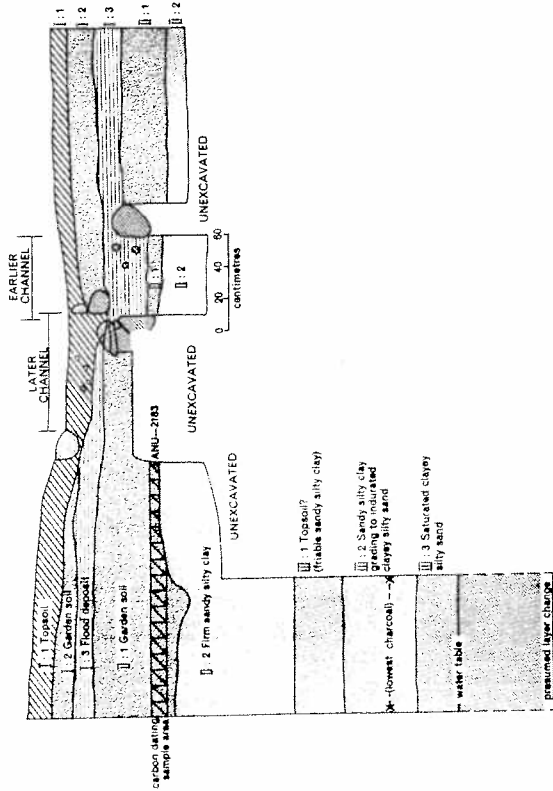 LATER
CHANNEL
EARLIER
CHANNEL
I : 1
I : 2
I : 3
II : 1
II : 2
I : 1 Topsoil
I : 2 Garden soil
I : 3 Flood deposit
II : 1 Garden soil
carbon dating
sample area
ANU–2183
II : 2 Firm sandy silty clay
UNEXCAVATED
UNEXCAVATED
UNEXCAVATED
II : 1
II : 2
0 20 40 60
centimetres
III : 1 Topsoil?
(friable sandy silty clay)
III : 2 Sandy silty clay
grading to indurated
clayey silty sand
(lowest charcoal)
III : 3 Saturated clayey
silty sand
water table
presumed layer change